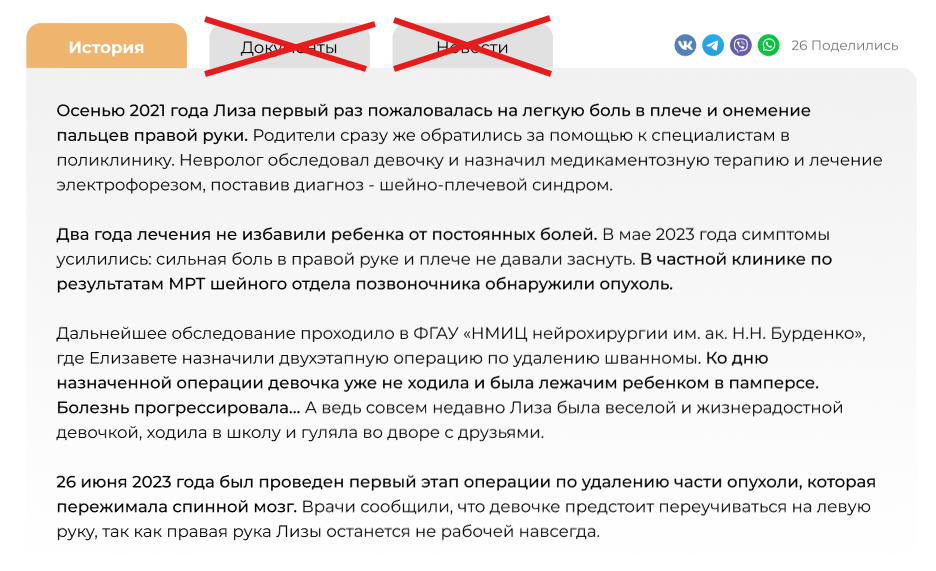 История
Документы
Новости
26 Поделились
Осенью 2021 года Лиза первый раз пожаловалась на легкую боль в плече и онемение
пальцев правой руки. Родители сразу же обратились за помощью к специалистам в
поликлинику. Невролог обследовал девочку и назначил медикаментозную терапию и лечение
электрофорезом, поставив диагноз - шейно-плечевой синдром.
Два года лечения не избавили ребенка от постоянных болей. В мае 2023 года симптомы
усилились: сильная боль в правой руке и плече не давали заснуть. В частной клинике по
результатам МРТ шейного отдела позвоночника обнаружили опухоль.
Дальнейшее обследование проходило в ФГАУ «НМИЦ нейрохирургии им. ак. Н.Н. Бурденко»,
где Елизавете назначили двухэтапную операцию по удалению шванномы. Ко дню
назначенной операции девочка уже не ходила и была лежачим ребенком в памперсе.
Болезнь прогрессировала... А ведь совсем недавно Лиза была веселой и жизнерадостной
девочкой, ходила в школу и гуляла во дворе с друзьями.
26 июня 2023 года был проведен первый этап операции по удалению части опухоли, которая
пережимала спинной мозг. Врачи сообщили, что девочке предстоит переучиваться на левую
руку, так как правая рука Лизы останется не рабочей навсегда.